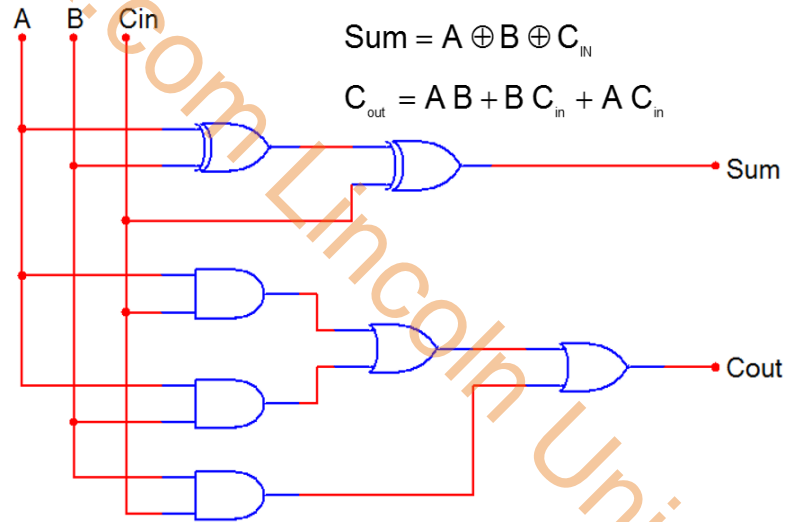 A B Cin
Sum = A ⊕ B ⊕ C_IN
C_out = A B + B C_in + A C_in
Sum
Cout
.com Lincoln Uni